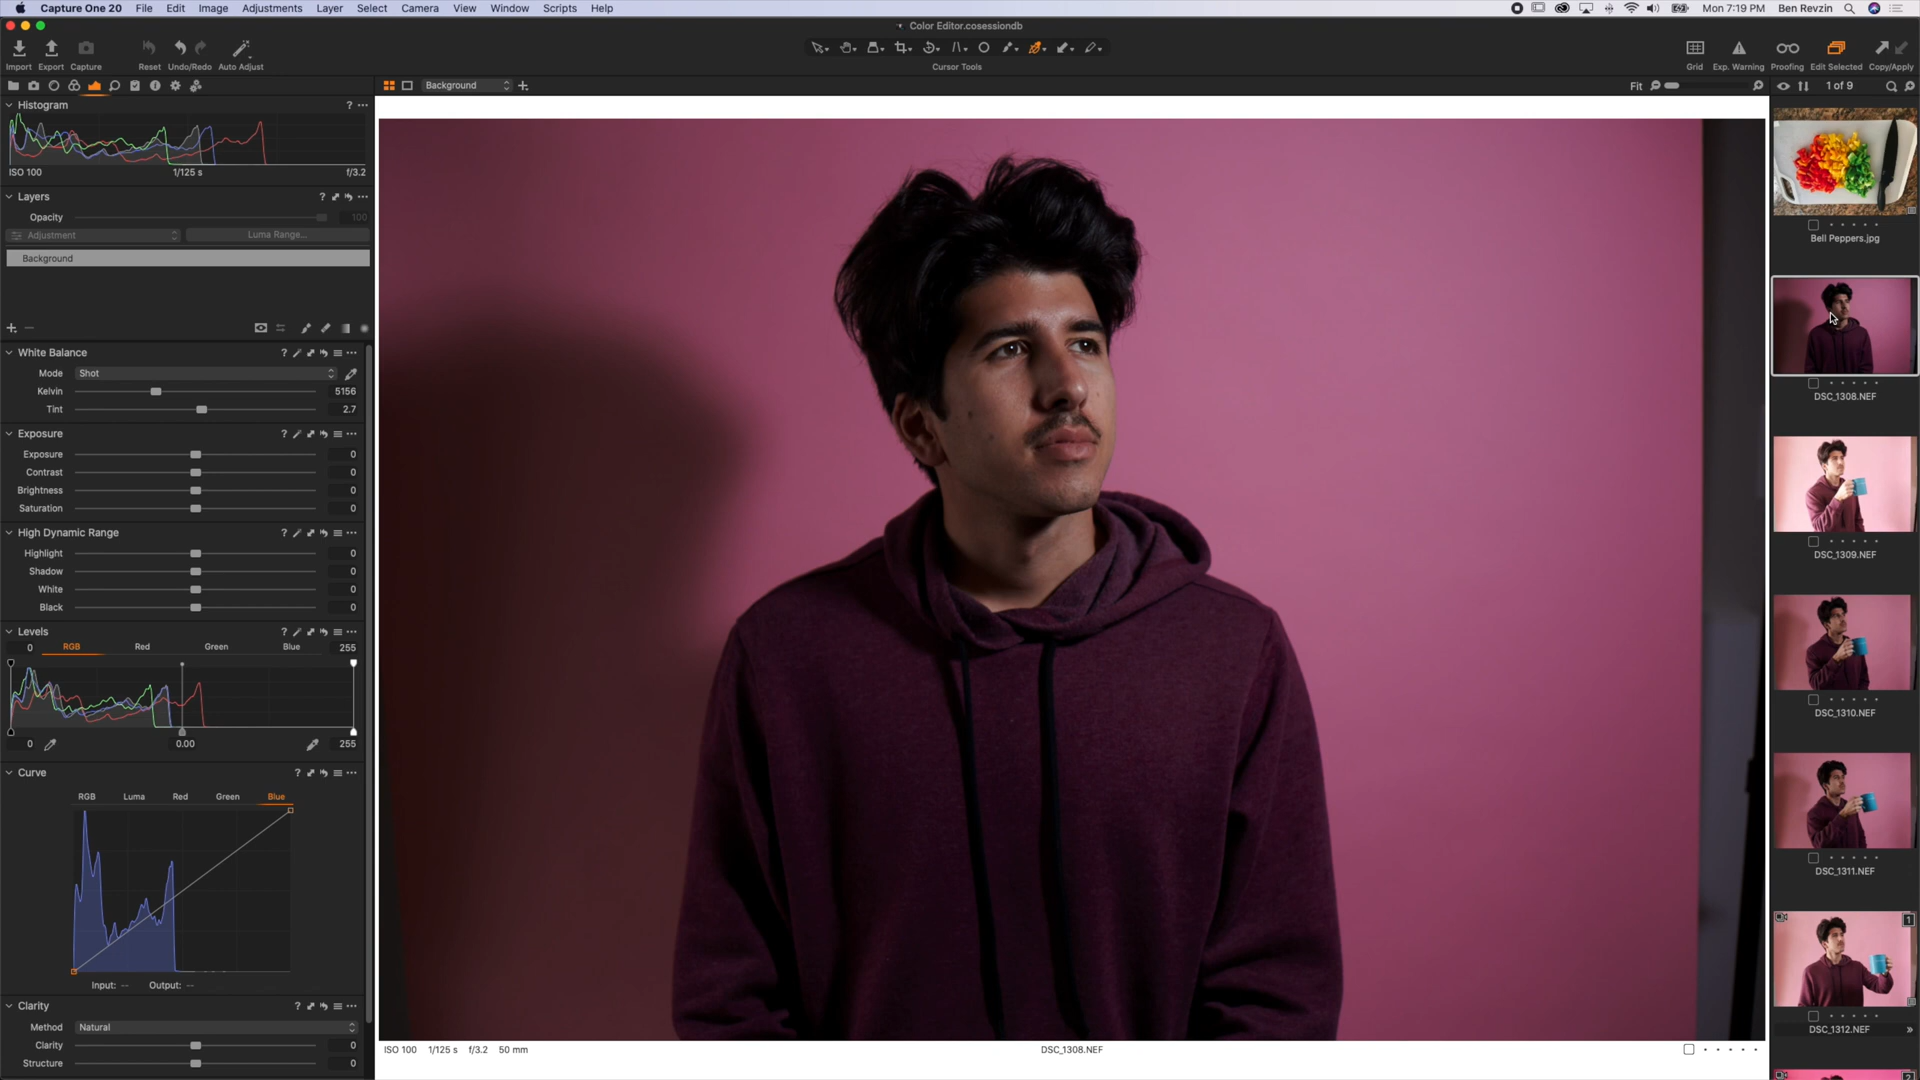 Capture One 20 File Edit Image Adjustments Layer Select Camera View Window Scripts Help
Mon 7:19 PM Ben Revzin
Color Editor.cosessiondb
Import Export Capture Reset Undo/Redo Auto Adjust
Cursor Tools
Grid Exp. Warning Proofing Edit Selected Copy/Apply
Background
Fit
1 of 9
Histogram ?
ISO 100 1/125 s f/3.2
Layers ?
Opacity 100
Adjustment Luma Range...
Background
White Balance ?
Mode Shot
Kelvin 5156
Tint 2.7
Exposure ?
Exposure 0
Contrast 0
Brightness 0
Saturation 0
High Dynamic Range ?
Highlight 0
Shadow 0
White 0
Black 0
Levels ?
0 RGB Red Green Blue 255
0 0.00 255
Curve ?
RGB Luma Red Green Blue
Input: -- Output: --
Clarity ?
Method Natural
Clarity 0
Structure 0
ISO 100 1/125 s f/3.2 50 mm
DSC_1308.NEF
Bell Peppers.jpg
DSC_1308.NEF
DSC_1309.NEF
DSC_1310.NEF
DSC_1311.NEF
1
DSC_1312.NEF
2